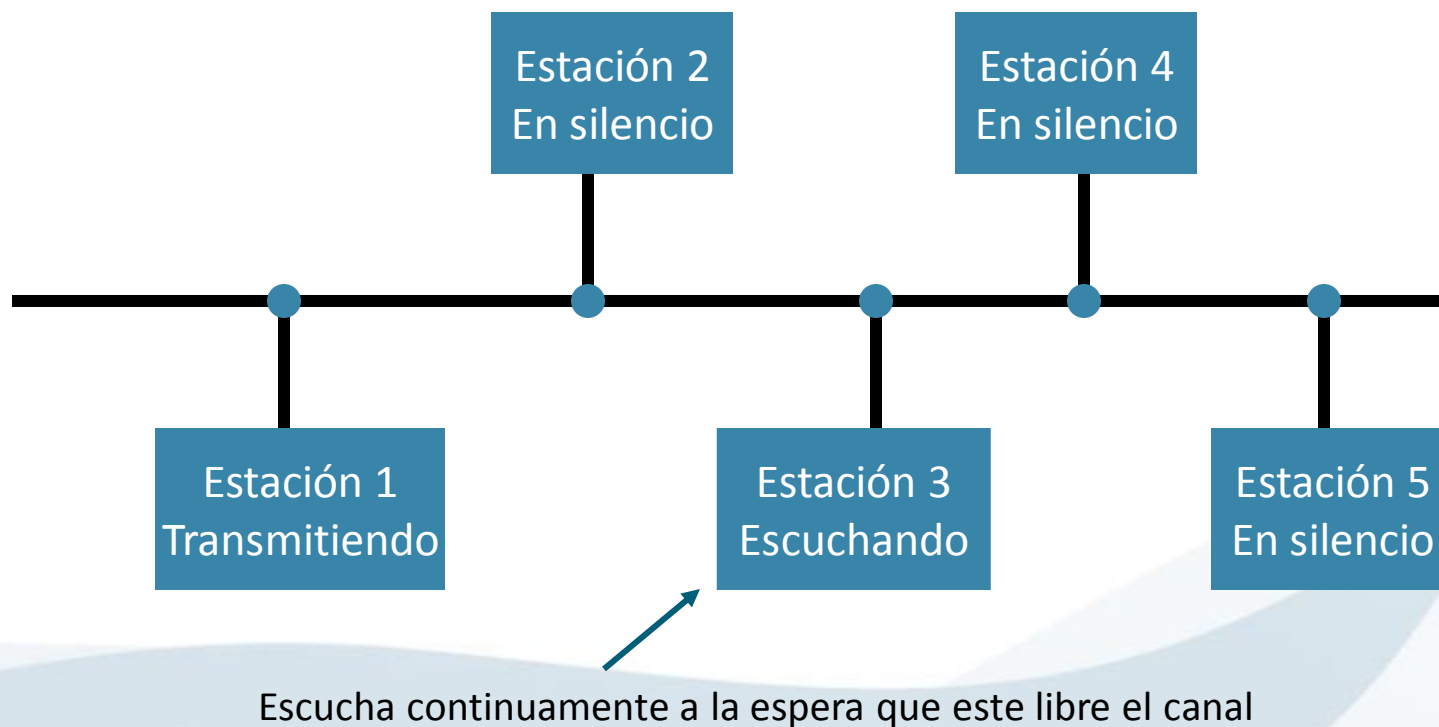 Estación 2
En silencio
Estación 4
En silencio
Estación 1
Transmitiendo
Estación 3
Escuchando
Estación 5
En silencio
Escucha continuamente a la espera que este libre el canal